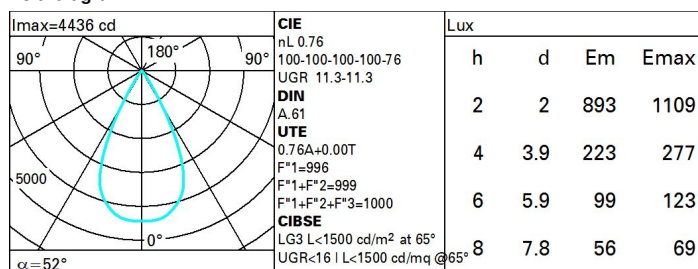 Imax=4436 cd
90°
180°
90°
5000
0°
α=52°
CIE
nL 0.76
100-100-100-100-76
UGR 11.3-11.3
DIN
A.61
UTE
0.76A+0.00T
F"1=996
F"1+F"2=999
F"1+F"2+F"3=1000
CIBSE
LG3 L<1500 cd/m² at 65°
UGR<16 | L<1500 cd/mq @65°
Lux
h d Em Emax
2 2 893 1109
4 3.9 223 277
6 5.9 99 123
8 7.8 56 69